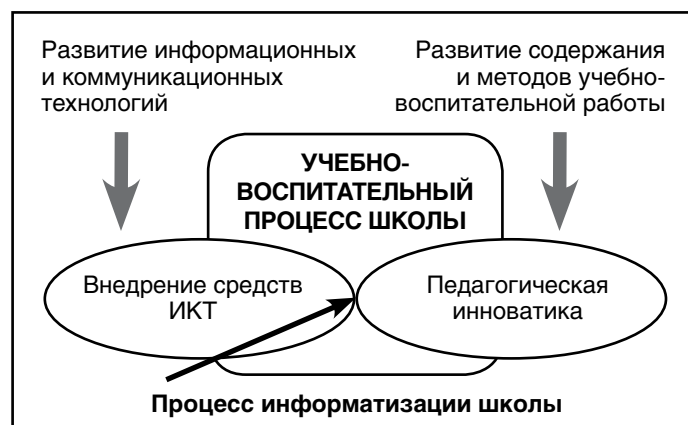 Развитие информационных
и коммуникационных
технологий
Развитие содержания
и методов учебно-
воспитательной работы
УЧЕБНО-
ВОСПИТАТЕЛЬНЫЙ
ПРОЦЕСС ШКОЛЫ
Внедрение средств
ИКТ
Педагогическая
инноватика
Процесс информатизации школы